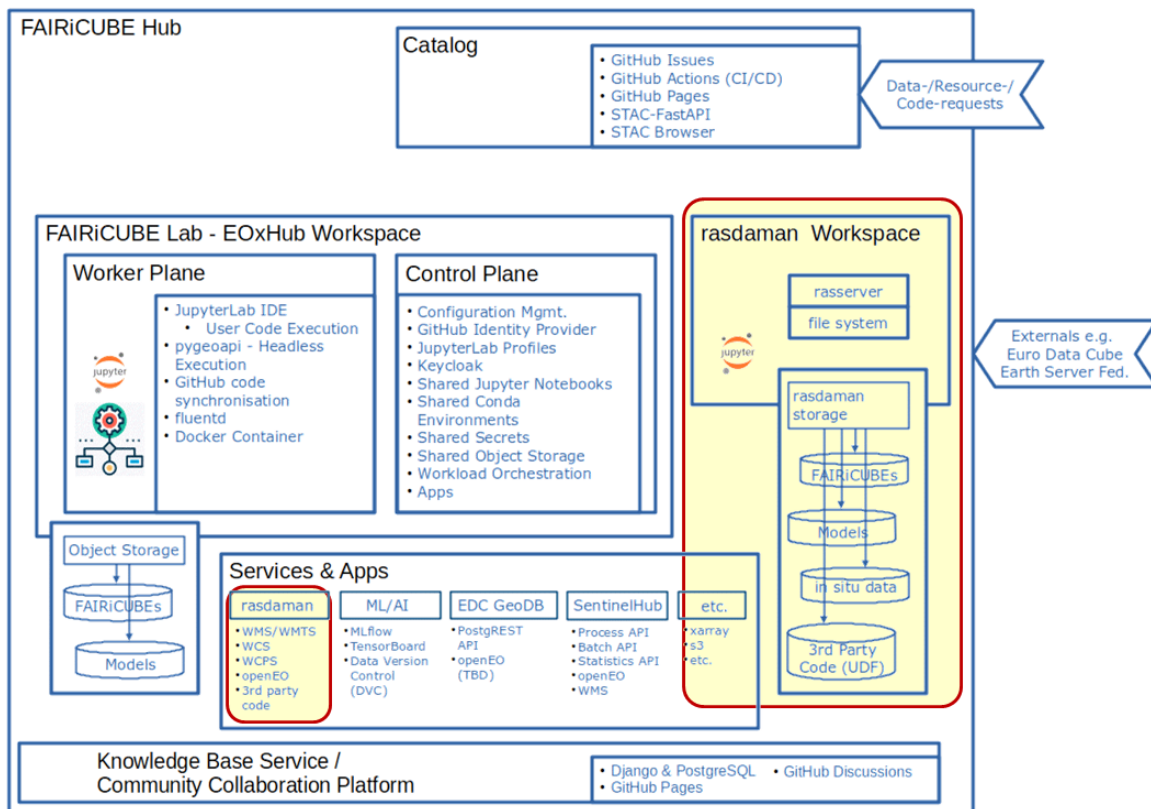 FAIRiCUBE Hub
Catalog
• GitHub Issues
• GitHub Actions (CI/CD)
• GitHub Pages
• STAC-FastAPI
• STAC Browser
Data-/Resource-/
Code-requests
FAIRiCUBE Lab - EOxHub Workspace
Worker Plane
• JupyterLab IDE
• User Code Execution
• pygeoapi - Headless
Execution
• GitHub code
synchronisation
• fluentd
• Docker Container
jupyter
Control Plane
• Configuration Mgmt.
• GitHub Identity Provider
• JupyterLab Profiles
• Keycloak
• Shared Jupyter Notebooks
• Shared Conda
Environments
• Shared Secrets
• Shared Object Storage
• Workload Orchestration
• Apps
rasdaman Workspace
rasserver
file system
jupyter
rasdaman
storage
FAIRiCUBEs
Models
in situ data
3rd Party
Code (UDF)
Externals e.g.
Euro Data Cube
Earth Server Fed.
Object Storage
FAIRiCUBEs
Models
Services & Apps
rasdaman
• WMS/WMTS
• WCS
• WCPS
• openEO
• 3rd party
code
ML/AI
• MLflow
• TensorBoard
• Data Version
Control
(DVC)
EDC GeoDB
• PostgREST
API
• openEO
(TBD)
SentinelHub
• Process API
• Batch API
• Statistics API
• openEO
• WMS
etc.
• xarray
• s3
• etc.
Knowledge Base Service /
Community Collaboration Platform
• Django & PostgreSQL • GitHub Discussions
• GitHub Pages